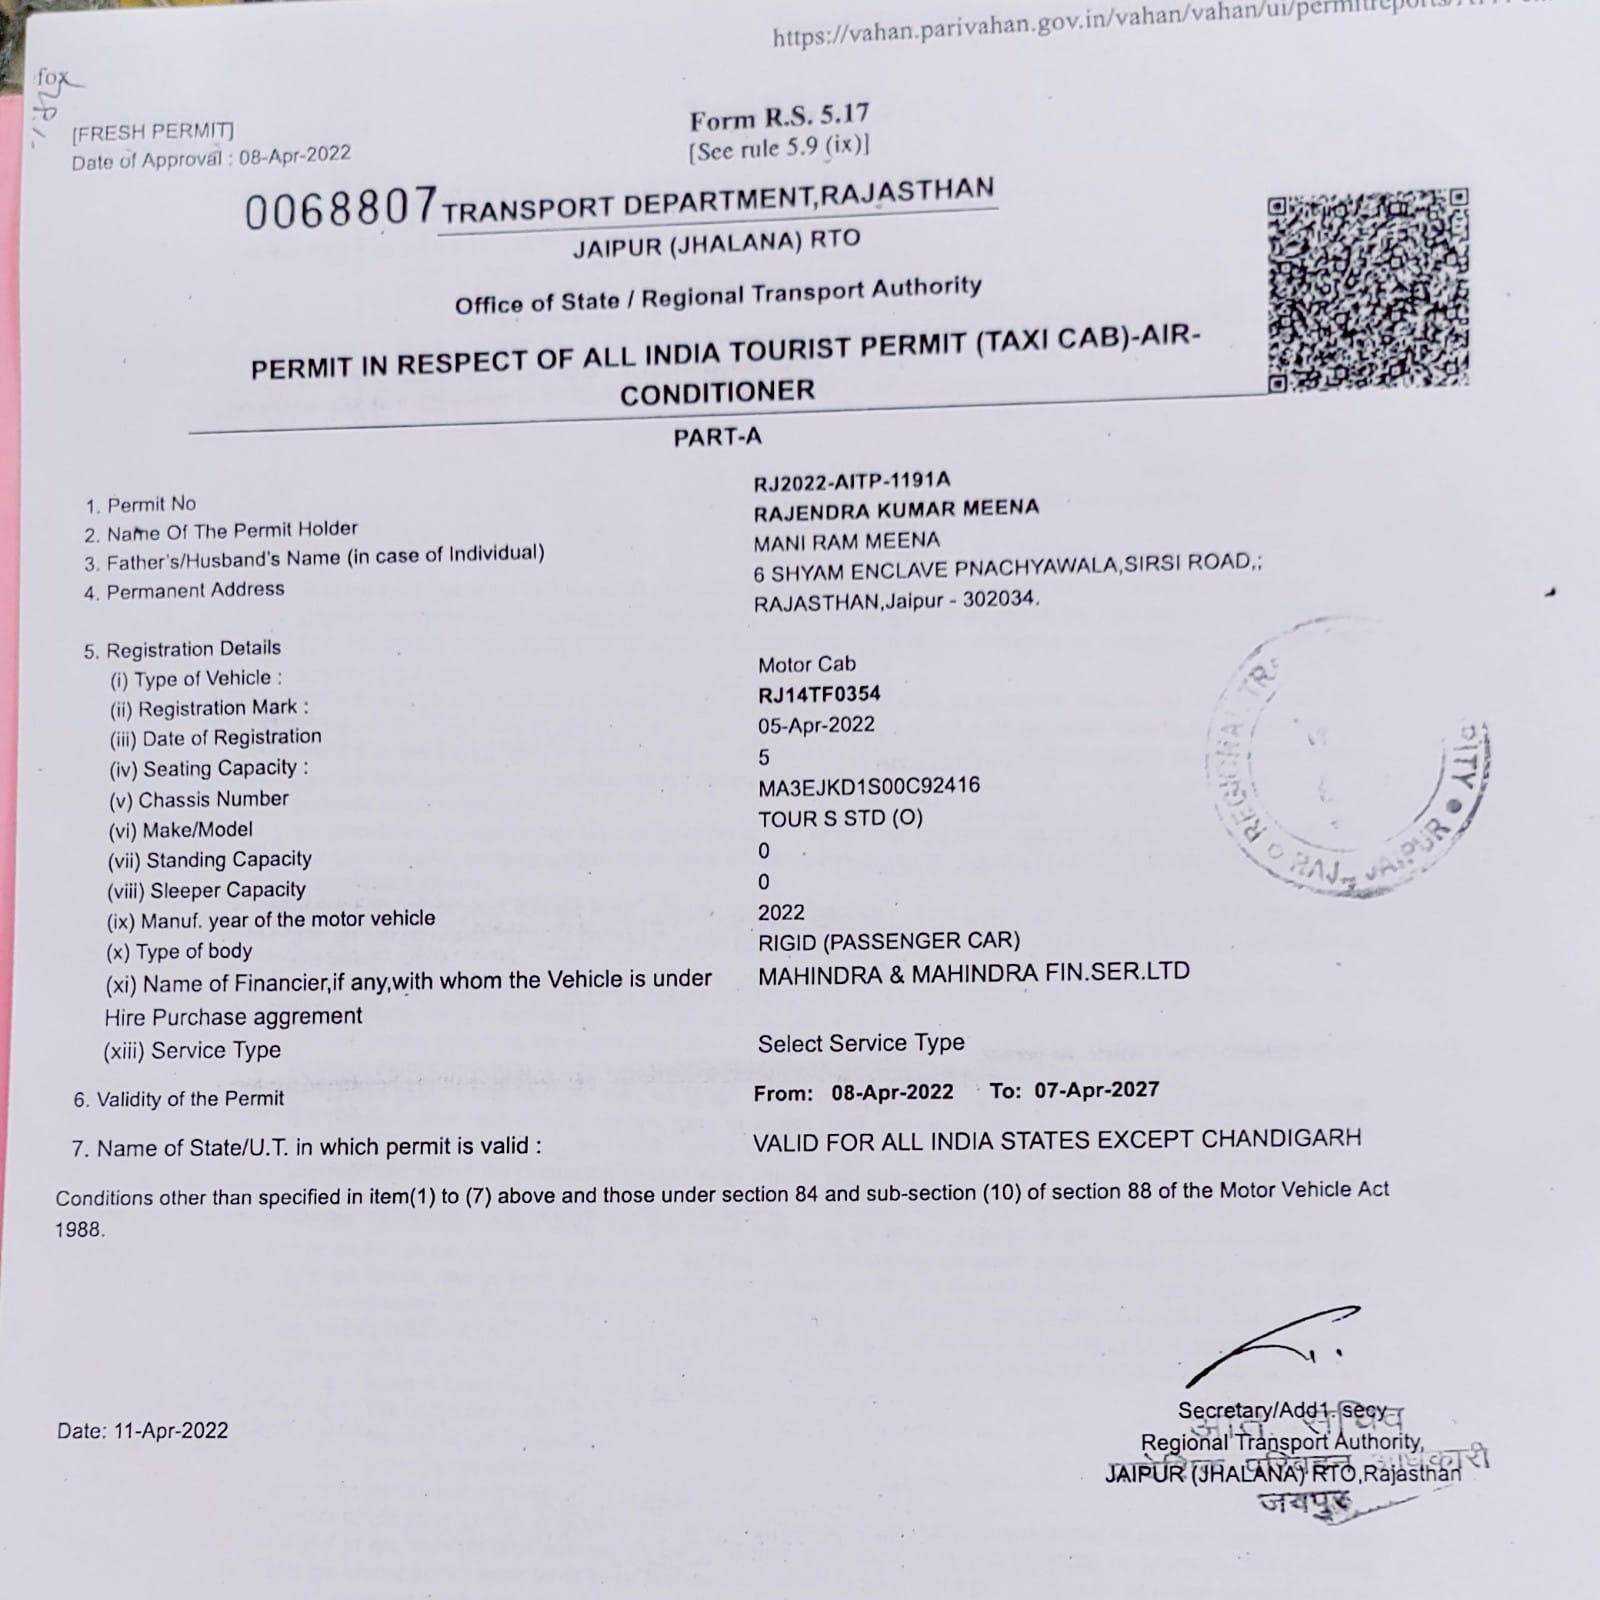 https://vahan.parivahan.gov.in/vahan/vahan/ui/permitreports/
fox
[FRESH PERMIT]
Date of Approval : 08-Apr-2022
Form R.S. 5.17
[See rule 5.9 (ix)]
0068807 TRANSPORT DEPARTMENT,RAJASTHAN
JAIPUR (JHALANA) RTO
Office of State / Regional Transport Authority
PERMIT IN RESPECT OF ALL INDIA TOURIST PERMIT (TAXI CAB)-AIR-
CONDITIONER
PART-A
1. Permit No RJ2022-AITP-1191A
2. Name Of The Permit Holder RAJENDRA KUMAR MEENA
3. Father's/Husband's Name (in case of Individual) MANI RAM MEENA
4. Permanent Address 6 SHYAM ENCLAVE PNACHYAWALA,SIRSI ROAD,;
RAJASTHAN,Jaipur - 302034.
5. Registration Details
(i) Type of Vehicle : Motor Cab
(ii) Registration Mark : RJ14TF0354
(iii) Date of Registration 05-Apr-2022
(iv) Seating Capacity : 5
(v) Chassis Number MA3EJKD1S00C92416
(vi) Make/Model TOUR S STD (O)
(vii) Standing Capacity 0
(viii) Sleeper Capacity 0
(ix) Manuf. year of the motor vehicle 2022
(x) Type of body RIGID (PASSENGER CAR)
(xi) Name of Financier,if any,with whom the Vehicle is under MAHINDRA & MAHINDRA FIN.SER.LTD
Hire Purchase aggrement
(xiii) Service Type Select Service Type
6. Validity of the Permit From: 08-Apr-2022 To: 07-Apr-2027
7. Name of State/U.T. in which permit is valid : VALID FOR ALL INDIA STATES EXCEPT CHANDIGARH
Conditions other than specified in item(1) to (7) above and those under section 84 and sub-section (10) of section 88 of the Motor Vehicle Act
1988.
REGIONAL RAJ. JAIPUR
Date: 11-Apr-2022
Secretary/Add1. secy
सचिव
Regional Transport Authority,
परिवहन
JAIPUR (JHALANA) RTO,Rajasthan
जयपुर